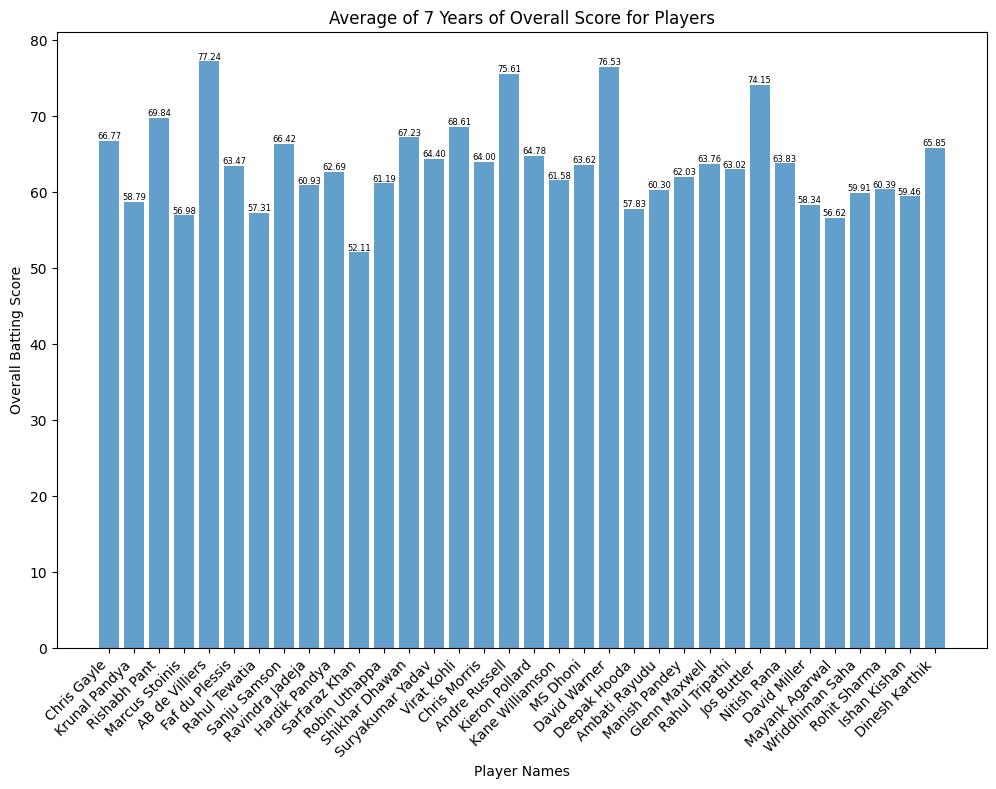 Average of 7 Years of Overall Score for Players
Overall Batting Score
80
70
60
50
40
30
20
10
0
66.77
58.79
69.84
56.98
77.24
63.47
57.31
66.42
60.93
62.69
52.11
61.19
67.23
64.40
68.61
64.00
75.61
64.78
61.58
63.62
76.53
57.83
60.30
62.03
63.76
63.02
74.15
63.83
58.34
56.62
59.91
60.39
59.46
65.85
Chris Gayle
Krunal Pandya
Rishabh Pant
Marcus Stoinis
AB de Villiers
Faf du Plessis
Rahul Tewatia
Sanju Samson
Ravindra Jadeja
Hardik Pandya
Sarfaraz Khan
Robin Uthappa
Shikhar Dhawan
Suryakumar Yadav
Virat Kohli
Chris Morris
Andre Russell
Kieron Pollard
Kane Williamson
MS Dhoni
David Warner
Deepak Hooda
Ambati Rayudu
Manish Pandey
Glenn Maxwell
Rahul Tripathi
Jos Buttler
Nitish Rana
David Miller
Mayank Agarwal
Wriddhiman Saha
Rohit Sharma
Ishan Kishan
Dinesh Karthik
Player Names